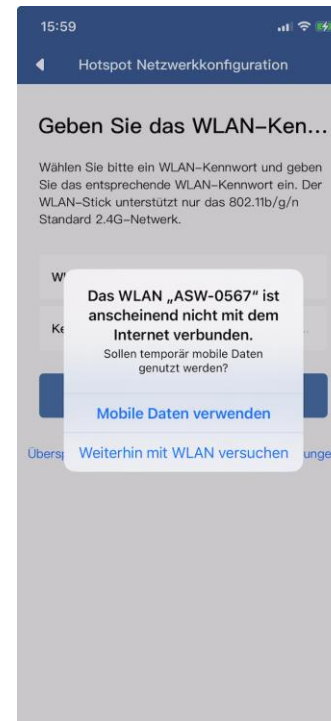 15:59
Hotspot Netzwerkkonfiguration
Geben Sie das WLAN–Ken...
Wählen Sie bitte ein WLAN–Kennwort und geben
Sie das entsprechende WLAN–Kennwort ein. Der
WLAN–Stick unterstützt nur das 802.11b/g/n
Standard 2.4G–Netwerk.
Das WLAN „ASW-0567“ ist
anscheinend nicht mit dem
Internet verbunden.
Sollen temporär mobile Daten
genutzt werden?
Mobile Daten verwenden
Weiterhin mit WLAN versuchen